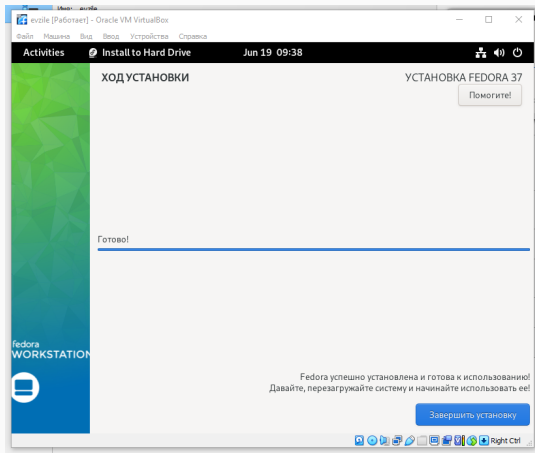 Имя: evzile
evzile [Работает] - Oracle VM VirtualBox
Файл Машина Вид Ввод Устройства Справка
Activities Install to Hard Drive Jun 19 09:38
ХОД УСТАНОВКИ УСТАНОВКА FEDORA 37
Помогите!
Готово!
fedora
WORKSTATION
Fedora успешно установлена и готова к использованию!
Давайте, перезагружайте систему и начинайте использовать ее!
Завершить установку
Right Ctrl